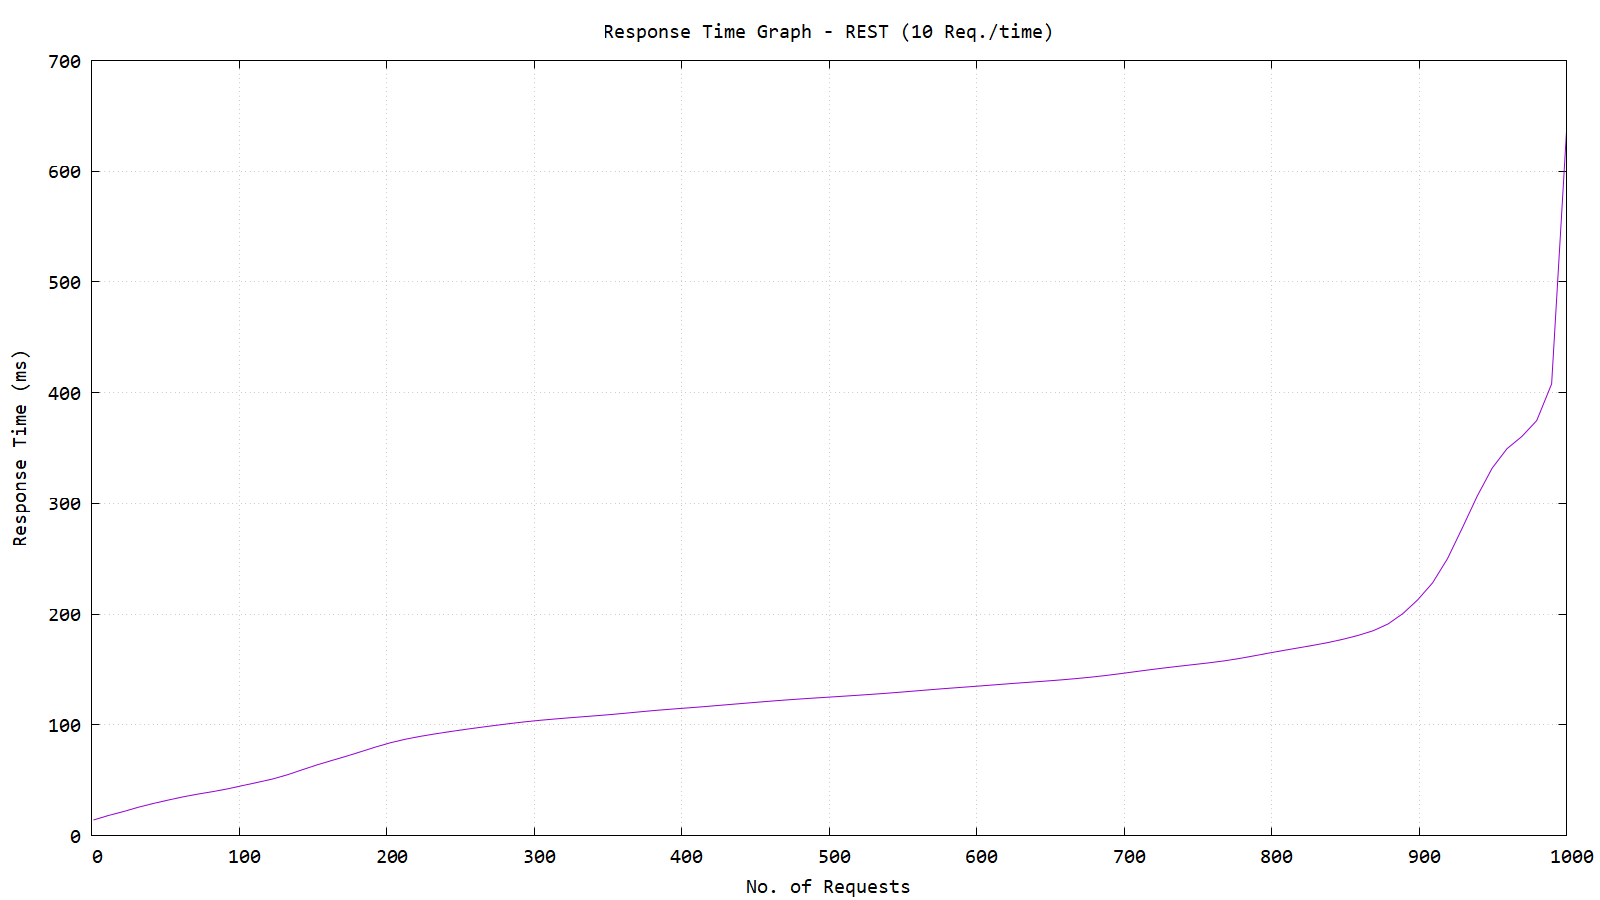 Response Time Graph - REST (10 Req./time)
700
600
500
400
300
200
100
0
Response Time (ms)
0 100 200 300 400 500 600 700 800 900 1000
No. of Requests